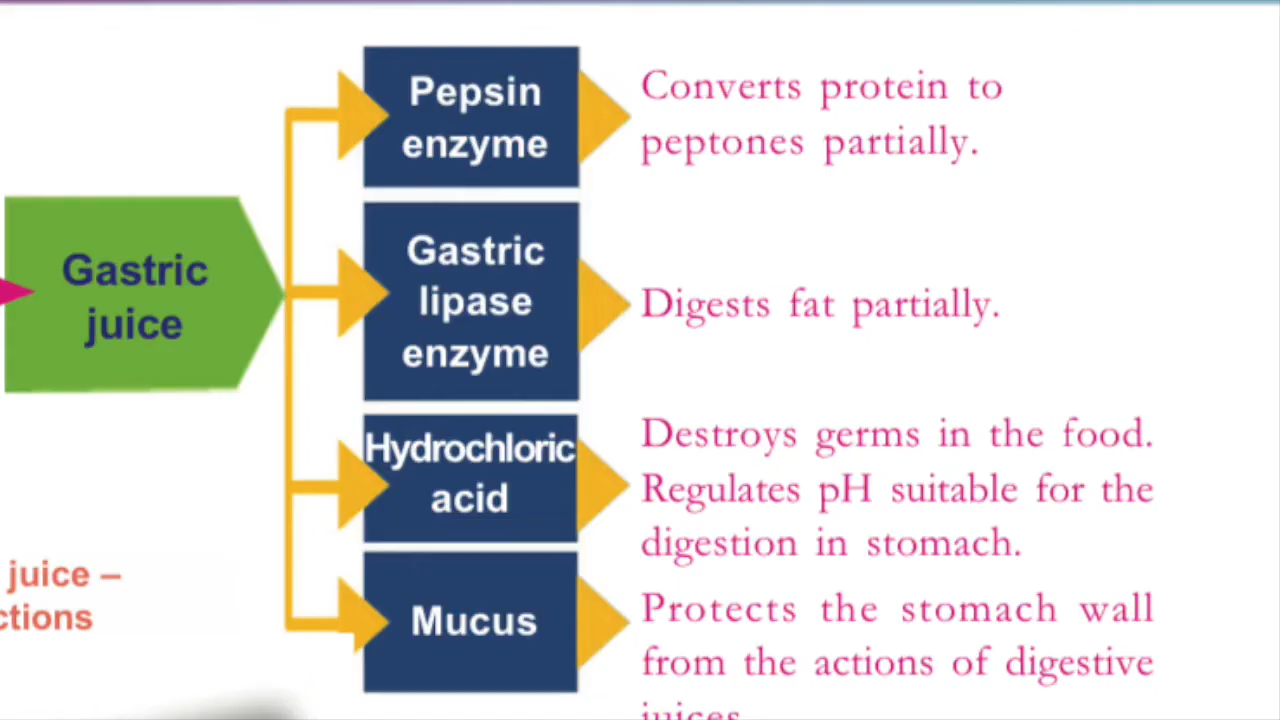 Gastric
juice
Pepsin
enzyme
Converts protein to
peptones partially.
Gastric
lipase
enzyme
Digests fat partially.
Hydrochloric
acid
Destroys germs in the food.
Regulates pH suitable for the
digestion in stomach.
Mucus
Protects the stomach wall
from the actions of digestive
juices
juice –
ctions